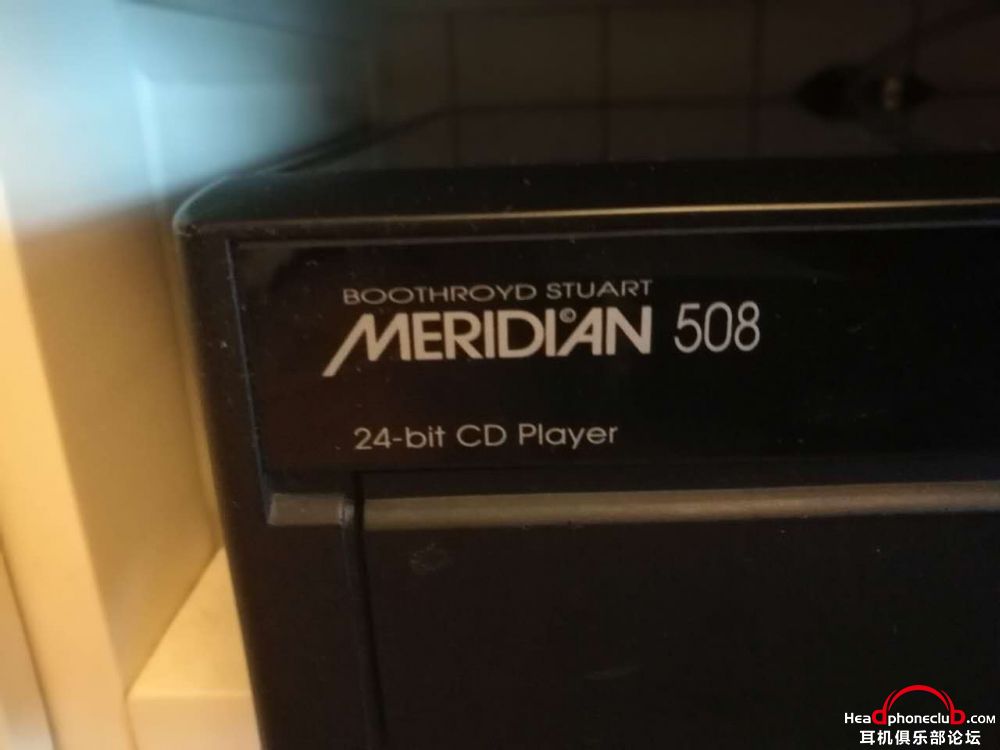 BOOTHROYD STUART
MERIDIAN © 508
24-bit CD Player
Headphoneclub.com
耳机俱乐部论坛